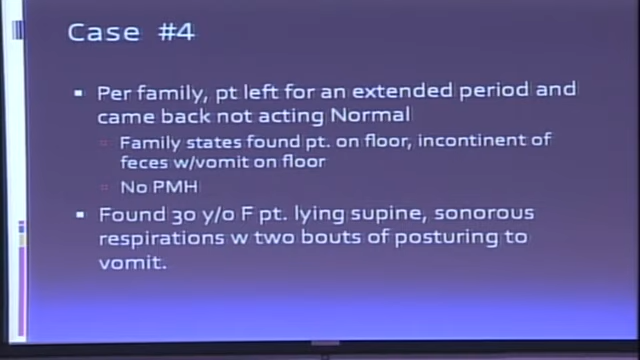 Case #4
Per family, pt left for an extended period and
came back not acting Normal
Family states found pt. on floor, incontinent of
feces w/vomit on floor
No PMH
Found 30 y/o F pt. lying supine, sonorous
respirations w two bouts of posturing to
vomit.